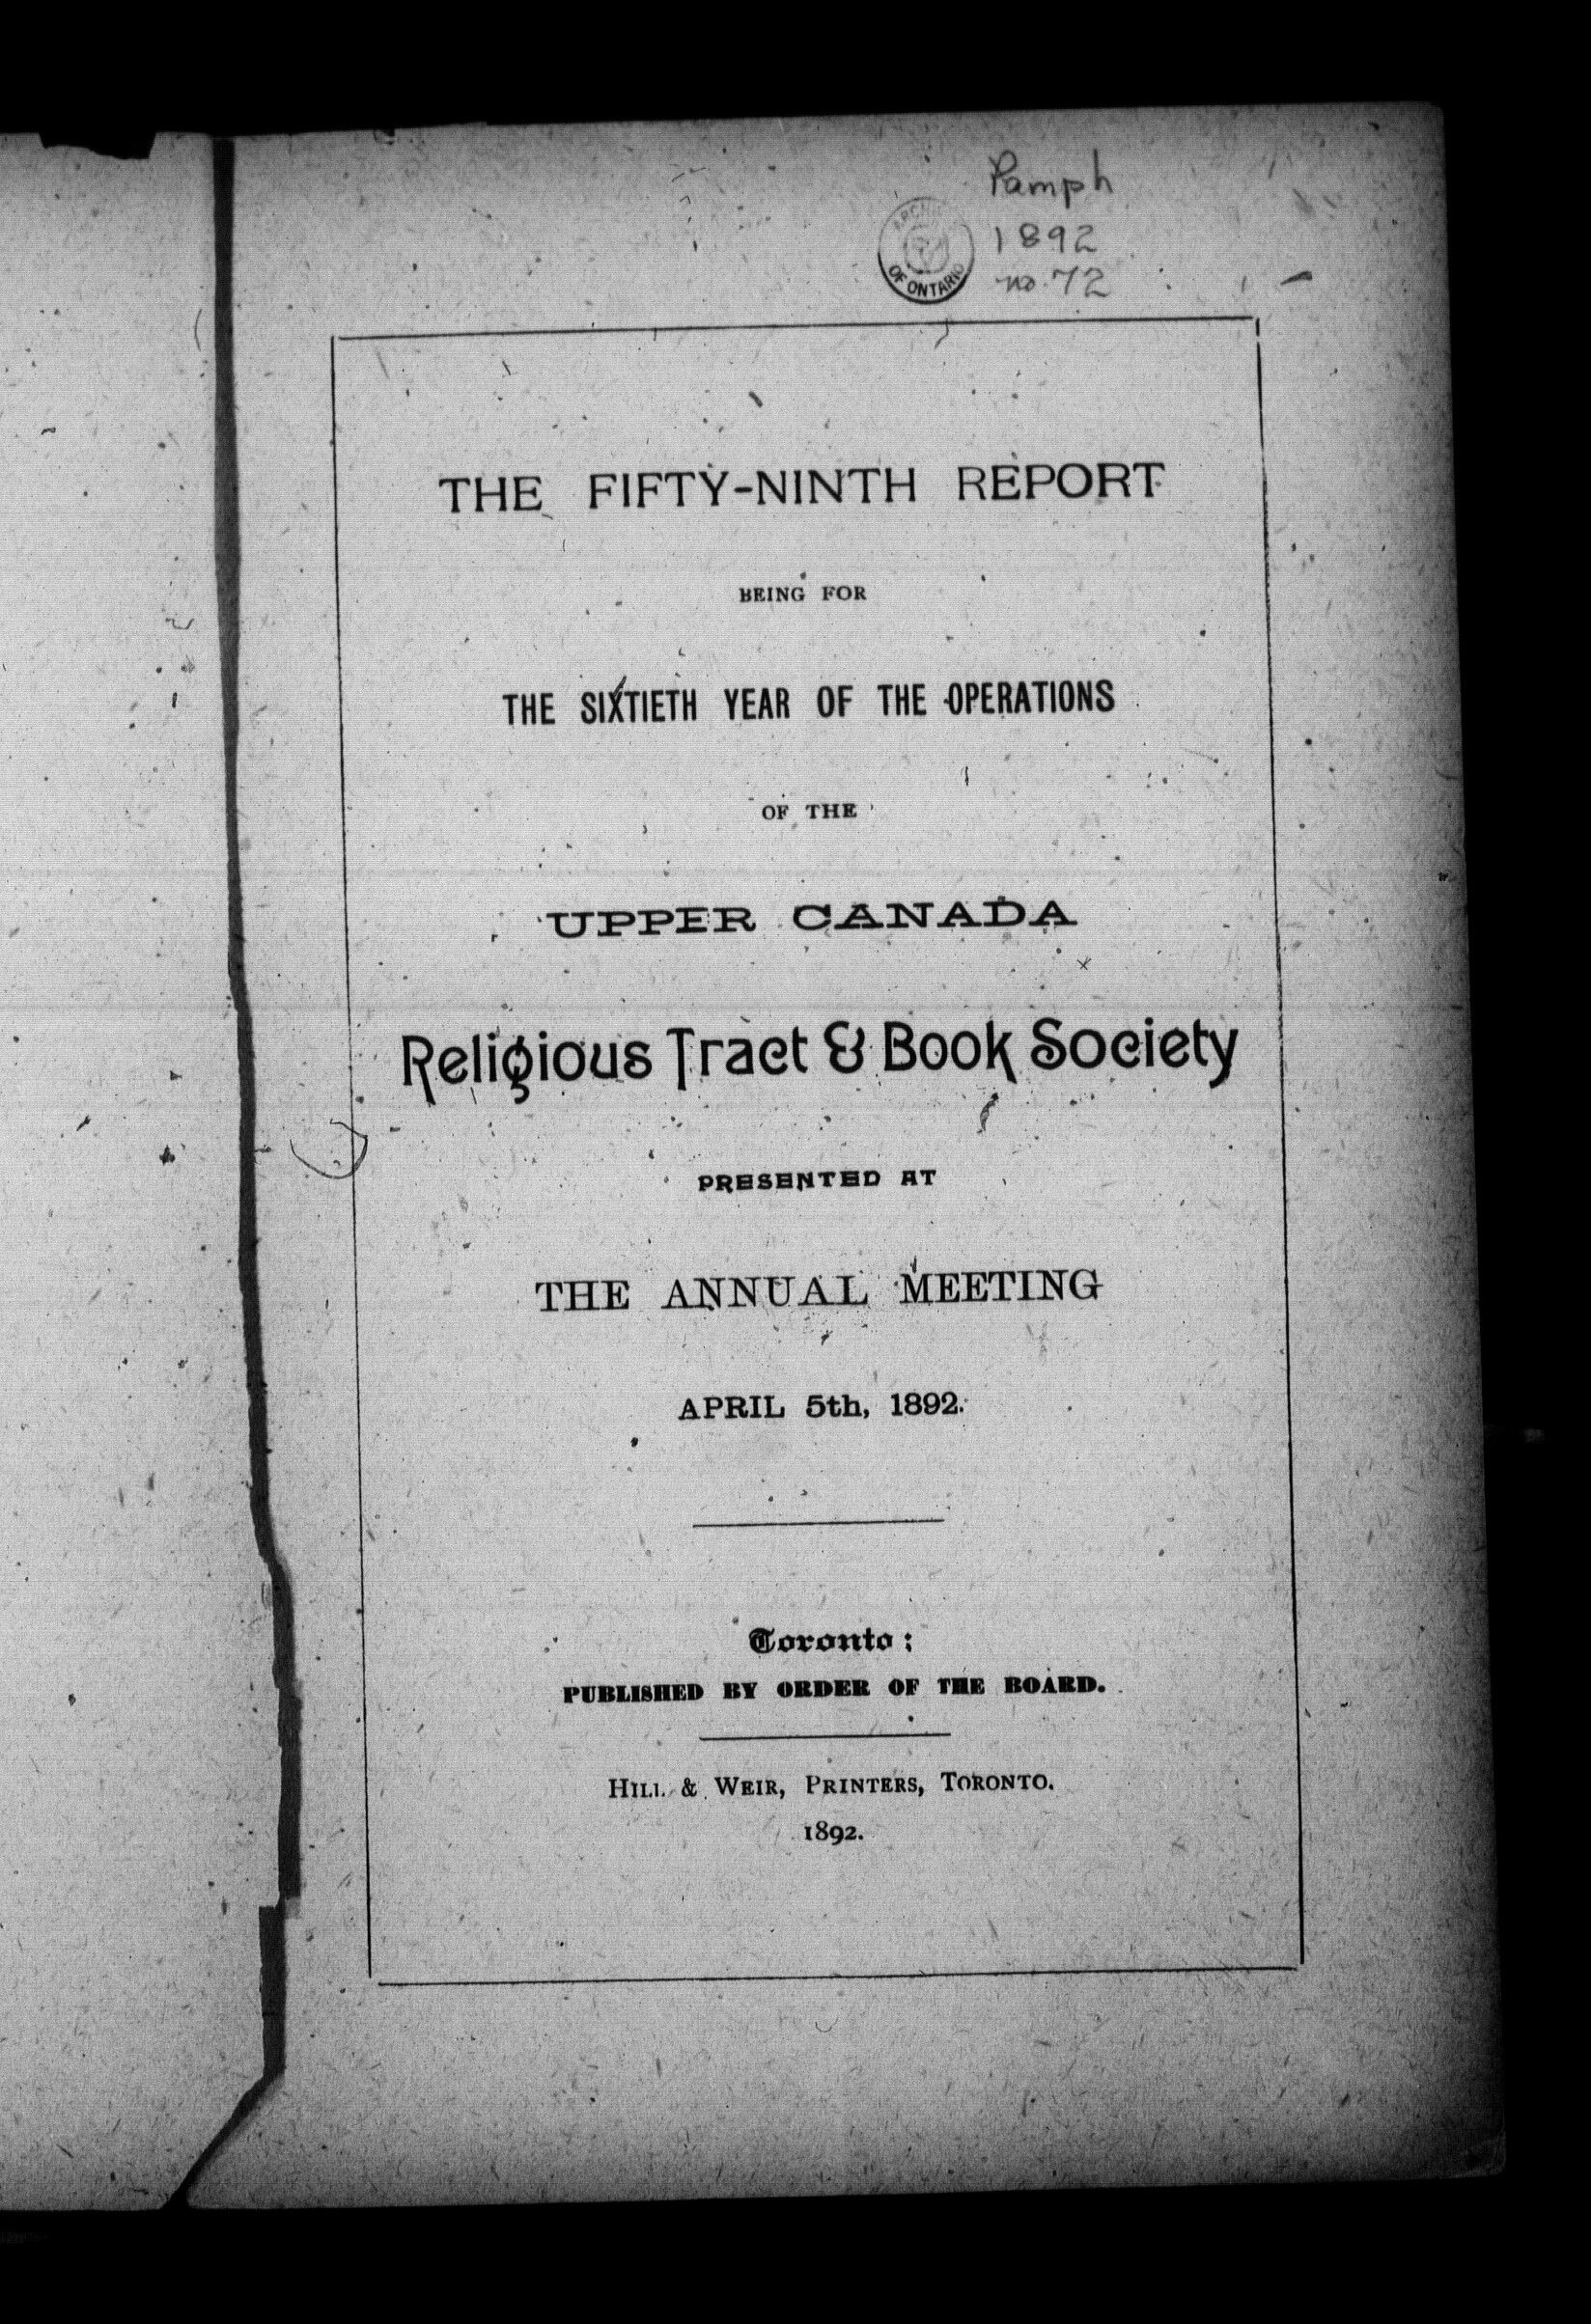 Pamph
1892
no. 72
OF ONTARIO
THE FIFTY-NINTH REPORT
BEING FOR
THE SIXTIETH YEAR OF THE OPERATIONS
OF THE
UPPER CANADA
Religious Tract & Book Society
PRESENTED AT
THE ANNUAL MEETING
APRIL 5th, 1892.
Toronto:
PUBLISHED BY ORDER OF THE BOARD.
HILL & WEIR, PRINTERS, TORONTO.
1892.